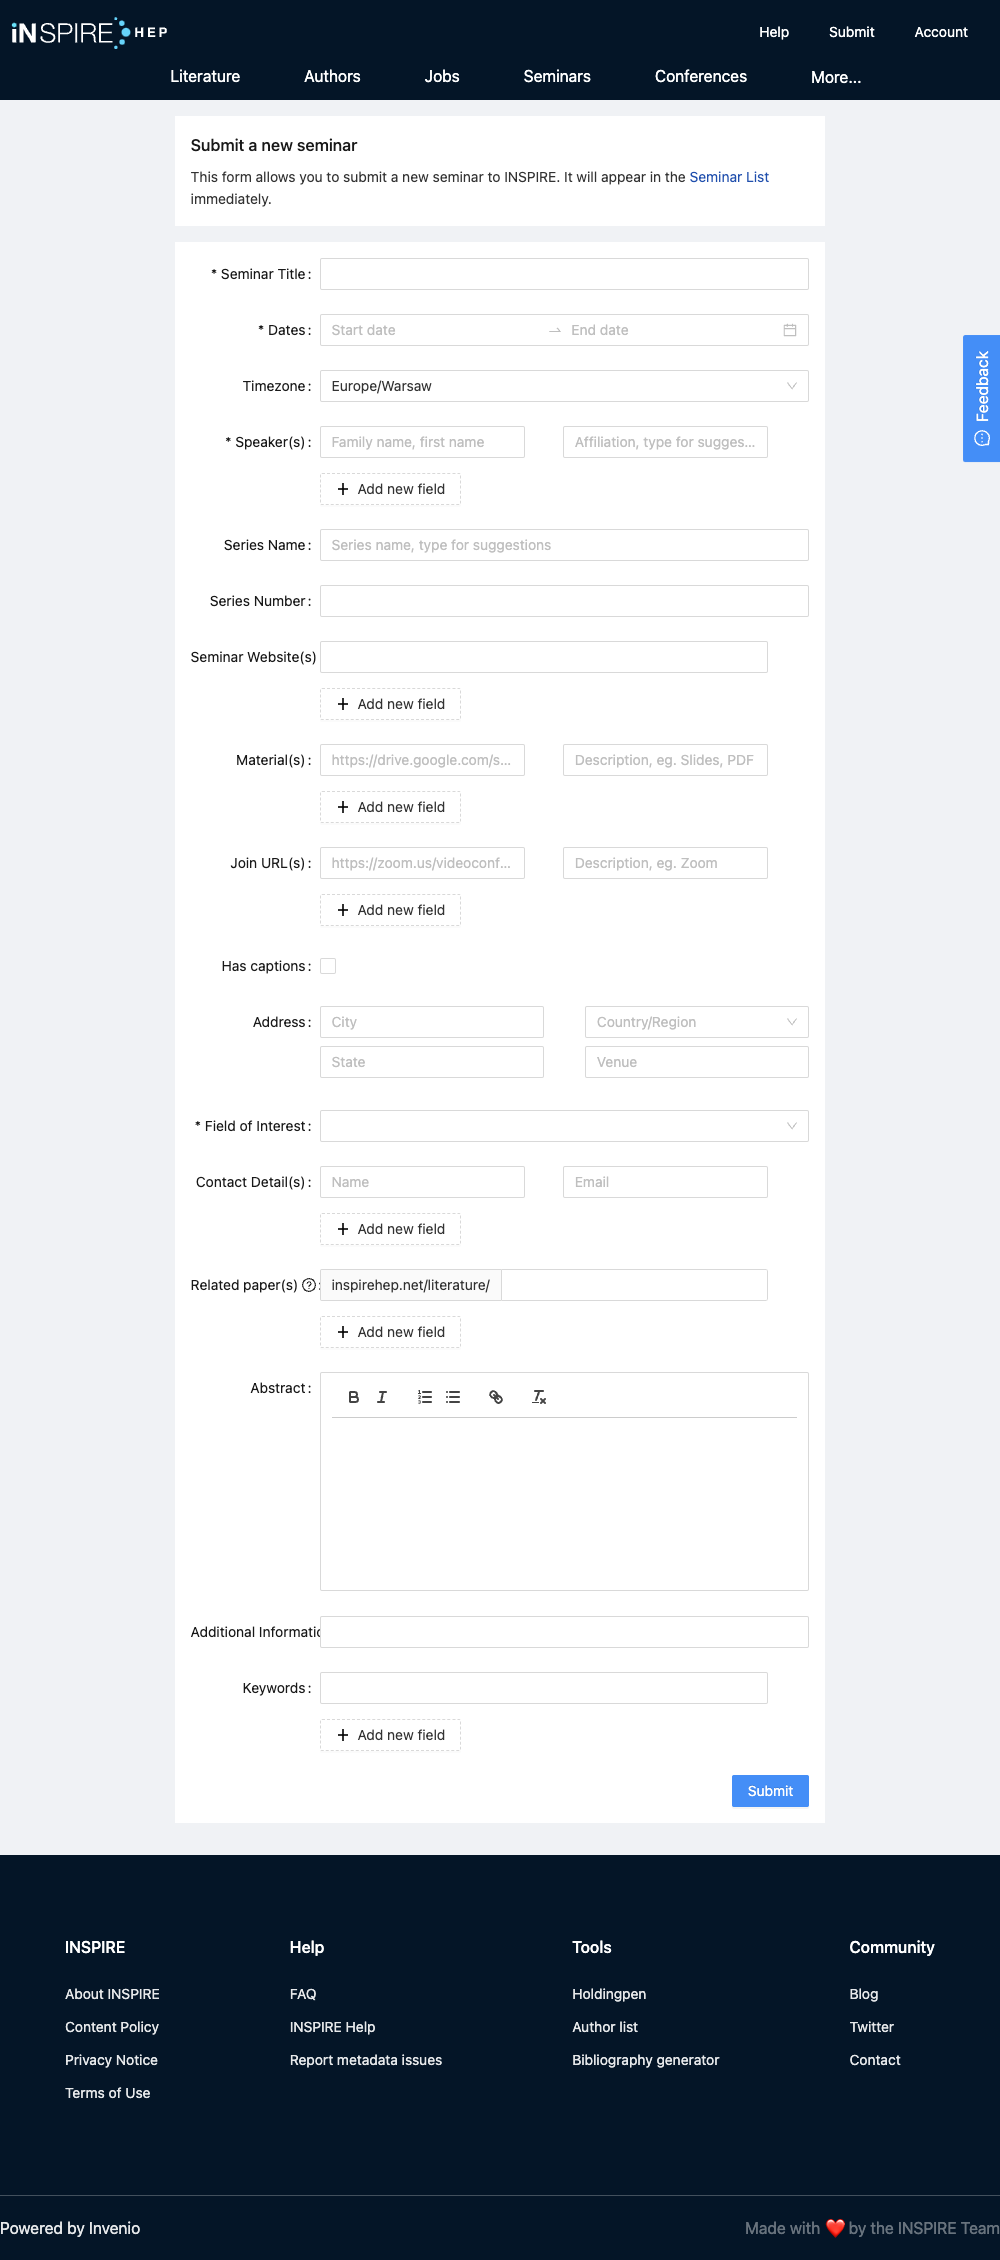 iNSPIRE HEP
Help Submit Account
Literature Authors Jobs Seminars Conferences More...
Submit a new seminar
This form allows you to submit a new seminar to INSPIRE. It will appear in the Seminar List
immediately.
* Seminar Title :
* Dates : Start date End date
Timezone : Europe/Warsaw
Feedback
* Speaker(s) : Family name, first name Affiliation, type for sugges...
+ Add new field
Series Name : Series name, type for suggestions
Series Number :
Seminar Website(s)
+ Add new field
Material(s) : https://drive.google.com/s... Description, eg. Slides, PDF
+ Add new field
Join URL(s) : https://zoom.us/videoconf... Description, eg. Zoom
+ Add new field
Has captions :
Address : City Country/Region
State Venue
* Field of Interest :
Contact Detail(s) : Name Email
+ Add new field
Related paper(s) : inspirehep.net/literature/
+ Add new field
Abstract :
Additional Informatio
Keywords :
+ Add new field
Submit
INSPIRE Help Tools Community
About INSPIRE FAQ Holdingpen Blog
Content Policy INSPIRE Help Author list Twitter
Privacy Notice Report metadata issues Bibliography generator Contact
Terms of Use
Powered by Invenio Made with ❤️ by the INSPIRE Team